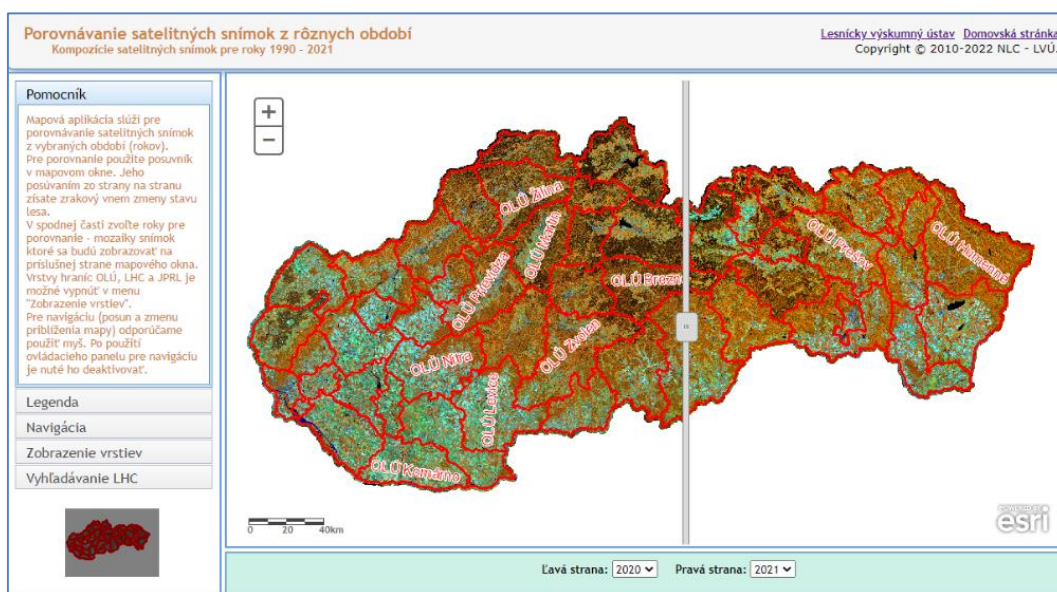 Porovnávanie satelitných snímok z rôznych období
Kompozície satelitných snímok pre roky 1990 - 2021
Lesnícky výskumný ústav Domovská stránka
Copyright © 2010-2022 NLC - LVÚ.
Pomocník
Mapová aplikácia slúži pre
porovnávanie satelitných snímok
z vybraných období (rokov).
Pre porovnanie použite posuvník
v mapovom okne. Jeho
posúvaním zo strany na stranu
získate zrakový vnem zmeny stavu
lesa.
V spodnej časti zvoľte roky pre
porovnanie - mozaiky snímok
ktoré sa budú zobrazovať na
príslušnej strane mapového okna.
Vrstvy hraníc OLÚ, LHC a JPRL je
možné vypnúť v menu
"Zobrazenie vrstiev".
Pre navigáciu (posun a zmenu
priblíženia mapy) odporúčame
použiť myš. Po použití
ovládacieho panelu pre navigáciu
je nuté ho deaktivovať.
Legenda
Navigácia
Zobrazenie vrstiev
Vyhľadávanie LHC
+
−
OLÚ Žilina
OLÚ Martin
OLÚ Prešov
OLÚ Humenné
OLÚ Prievidza
OLÚ Brezno
OLÚ Zvolen
OLÚ Nitra
OLÚ Levice
OLÚ Komárno
0 20 40km
POWERED BY
esri
Ľavá strana: 2020 Pravá strana: 2021